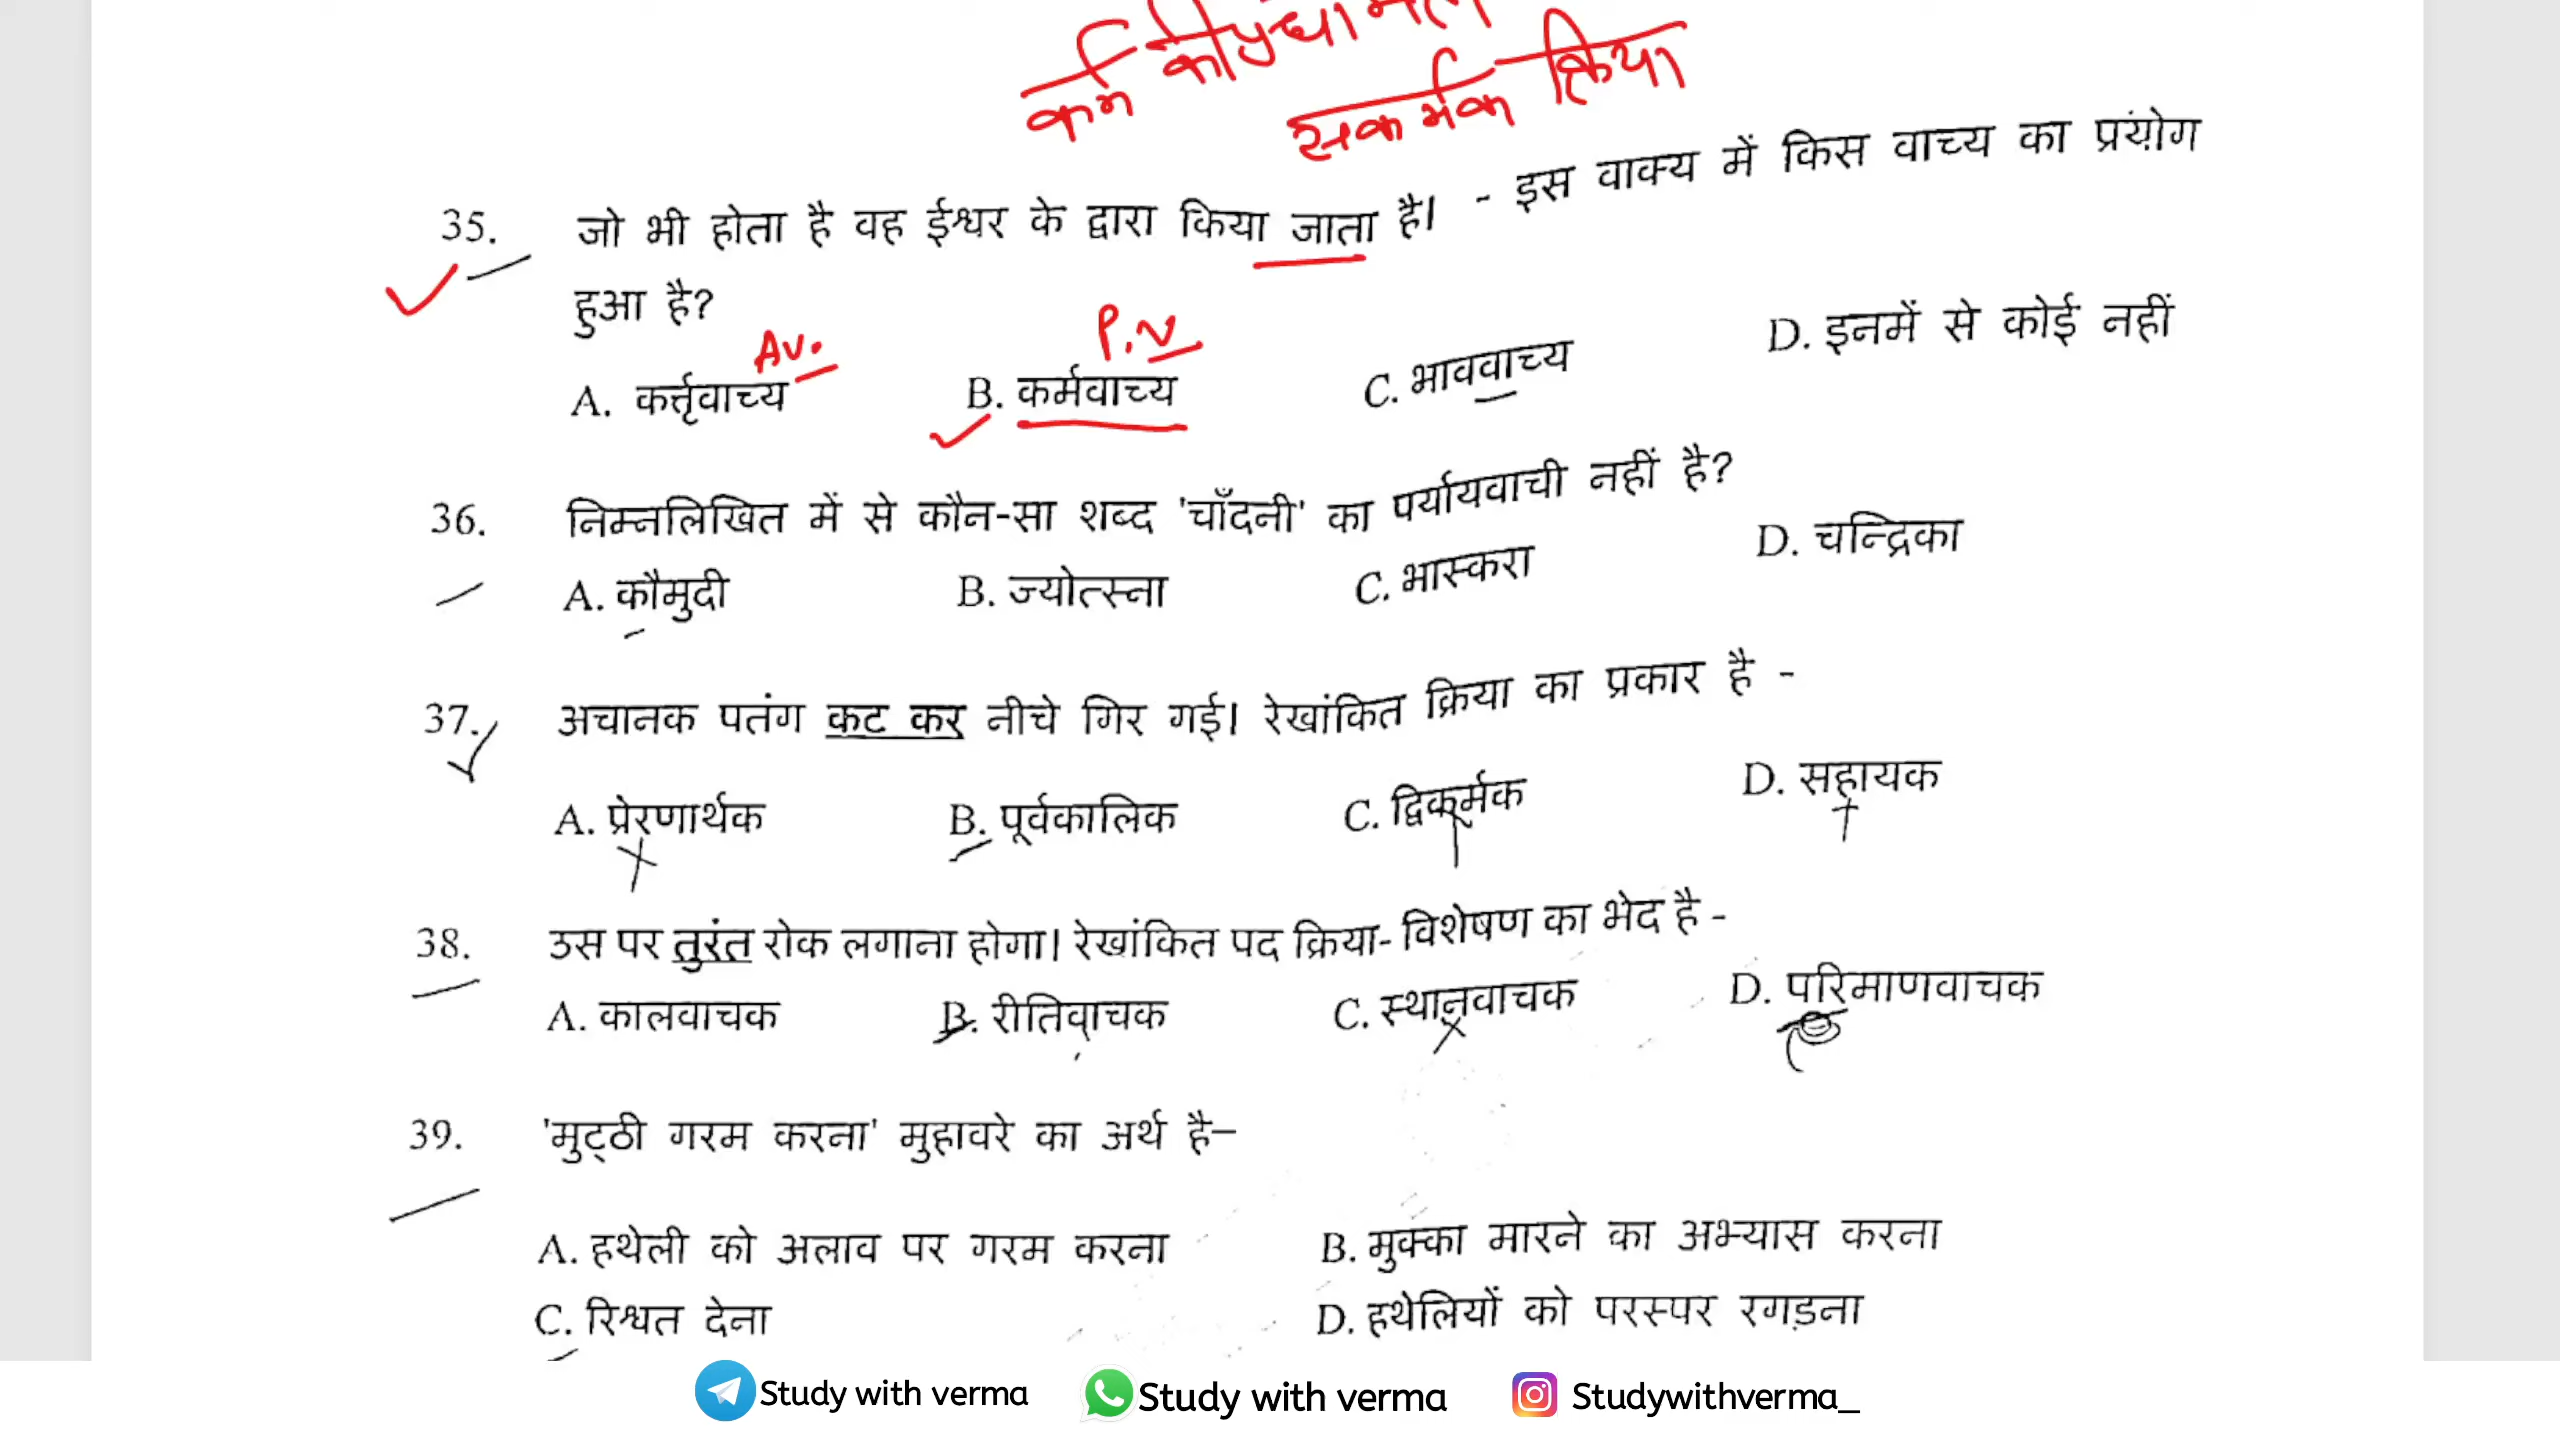 कर्म की प्रधानता
सकर्मक क्रिया
35. जो भी होता है वह ईश्वर के द्वारा किया जाता है। - इस वाक्य में किस वाच्य का प्रयोग
हुआ है?
Av. P.V
A. कर्त्तृवाच्य B. कर्मवाच्य C. भाववाच्य D. इनमें से कोई नहीं
36. निम्नलिखित में से कौन-सा शब्द 'चाँदनी' का पर्यायवाची नहीं है?
A. कौमुदी B. ज्योत्स्ना C. भास्करा D. चन्द्रिका
37. अचानक पतंग कट कर नीचे गिर गई। रेखांकित क्रिया का प्रकार है -
A. प्रेरणार्थक B. पूर्वकालिक C. द्विकर्मक D. सहायक
38. उस पर तुरंत रोक लगाना होगा। रेखांकित पद क्रिया- विशेषण का भेद है -
A. कालवाचक B. रीतिवाचक C. स्थानवाचक D. परिमाणवाचक
39. 'मुट्ठी गरम करना' मुहावरे का अर्थ है–
A. हथेली को अलाव पर गरम करना B. मुक्का मारने का अभ्यास करना
C. रिश्वत देना D. हथेलियों को परस्पर रगड़ना
Study with verma Study with verma Studywithverma_